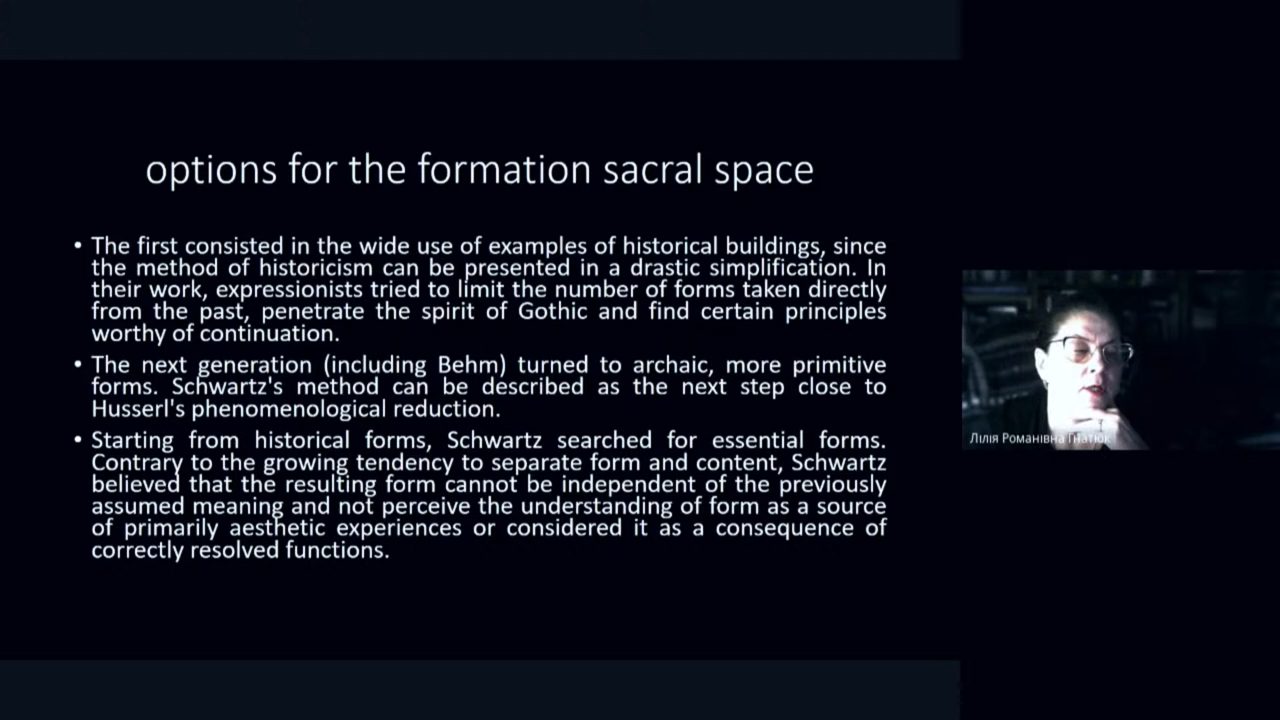 options for the formation sacral space
• The first consisted in the wide use of examples of historical buildings, since
the method of historicism can be presented in a drastic simplification. In
their work, expressionists tried to limit the number of forms taken directly
from the past, penetrate the spirit of Gothic and find certain principles
worthy of continuation.
• The next generation (including Behm) turned to archaic, more primitive
forms. Schwartz's method can be described as the next step close to
Husserl's phenomenological reduction.
• Starting from historical forms, Schwartz searched for essential forms.
Contrary to the growing tendency to separate form and content, Schwartz
believed that the resulting form cannot be independent of the previously
assumed meaning and not perceive the understanding of form as a source
of primarily aesthetic experiences or considered it as a consequence of
correctly resolved functions.
Лілія Романівна Гнатюк